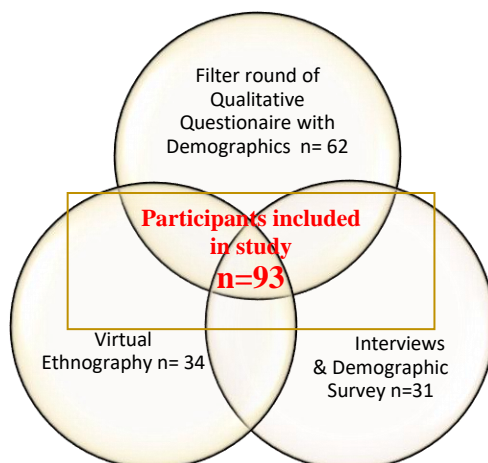 Filter round of
Qualitative
Questionaire with
Demographics n= 62
Participants included
in study
n=93
Virtual
Ethnography n= 34
Interviews
& Demographic
Survey n=31